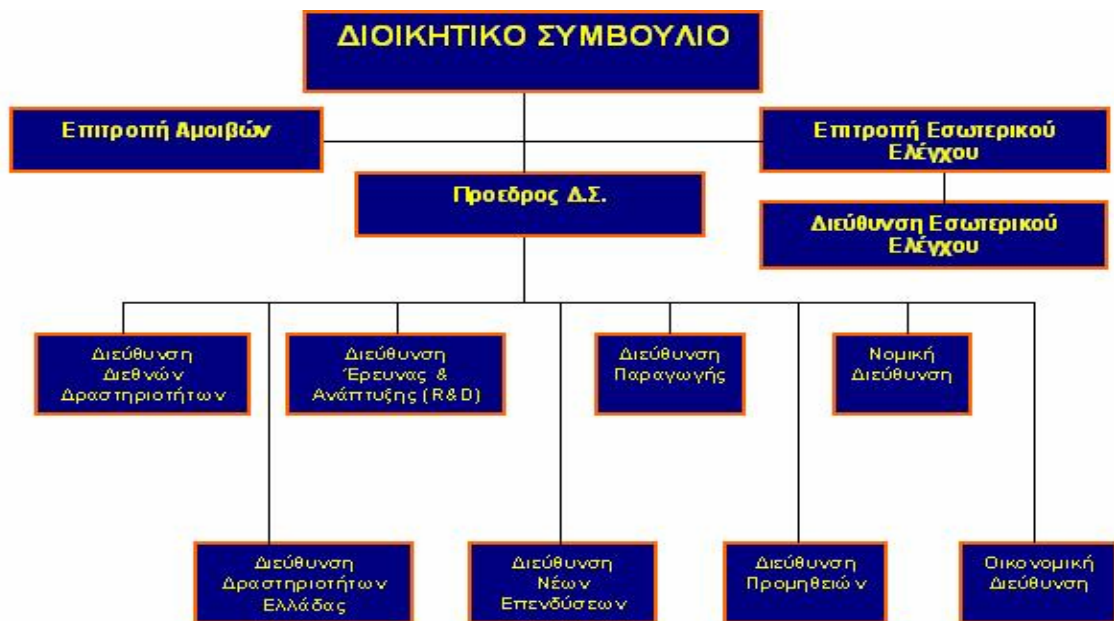 ΔΙΟΙΚΗΤΙΚΟ ΣΥΜΒΟΥΛΙΟ
Επιτροπή Αμοιβών
Επιτροπή Εσωτερικού
Ελέγχου
Προεδρος Δ.Σ.
Διεύθυνση Εσωτερικού
Ελέγχου
Διεύθυνση
Διεθνών
Δραστηριοτήτων
Διεύθυνση
Έρευνας &
Ανάπτυξης (R&D)
Διεύθυνση
Παραγωγής
Νομική
Διεύθυνση
Διεύθυνση
Δραστηριοτήτων
Ελλάδας
Διεύθυνση
Νέων
Επενδύσεων
Διεύθυνση
Προμηθειών
Οικονομική
Διεύθυνση